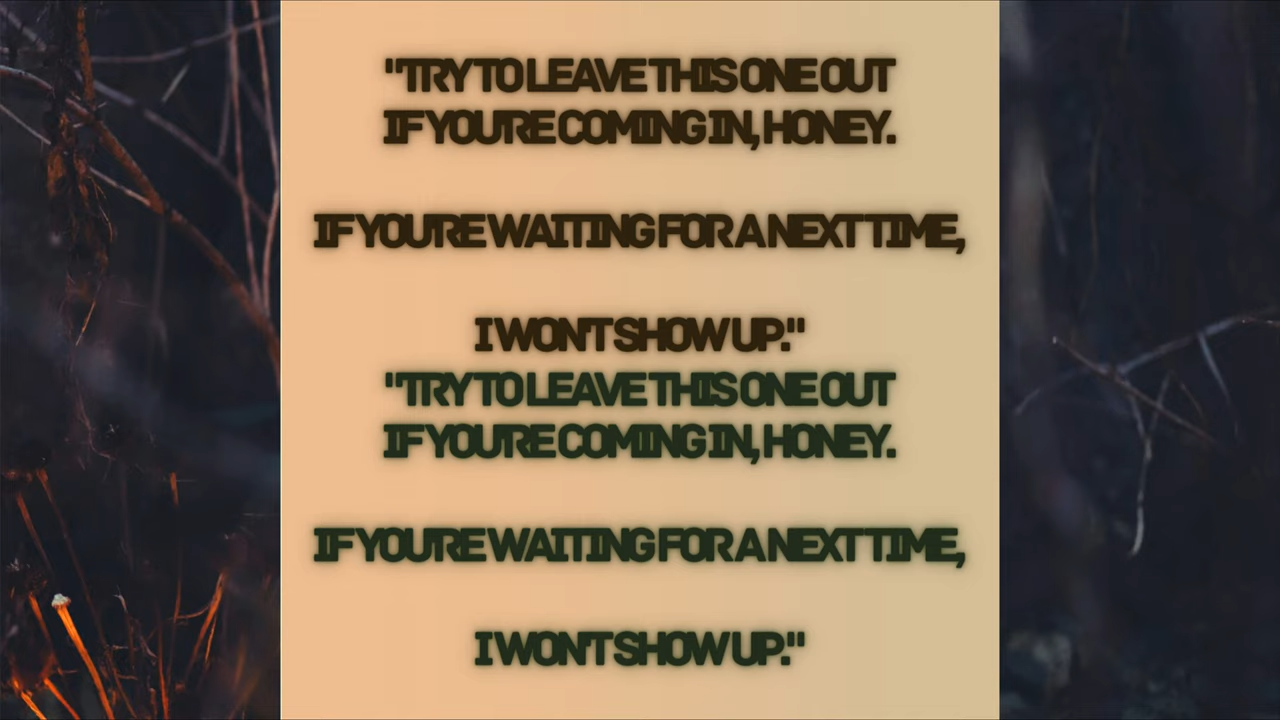 "TRY TO LEAVE THIS ONE OUT
IF YOU'RE COMING IN, HONEY.
IF YOU'RE WAITING FOR A NEXT TIME,
I WON'T SHOW UP."
"TRY TO LEAVE THIS ONE OUT
IF YOU'RE COMING IN, HONEY.
IF YOU'RE WAITING FOR A NEXT TIME,
I WON'T SHOW UP."